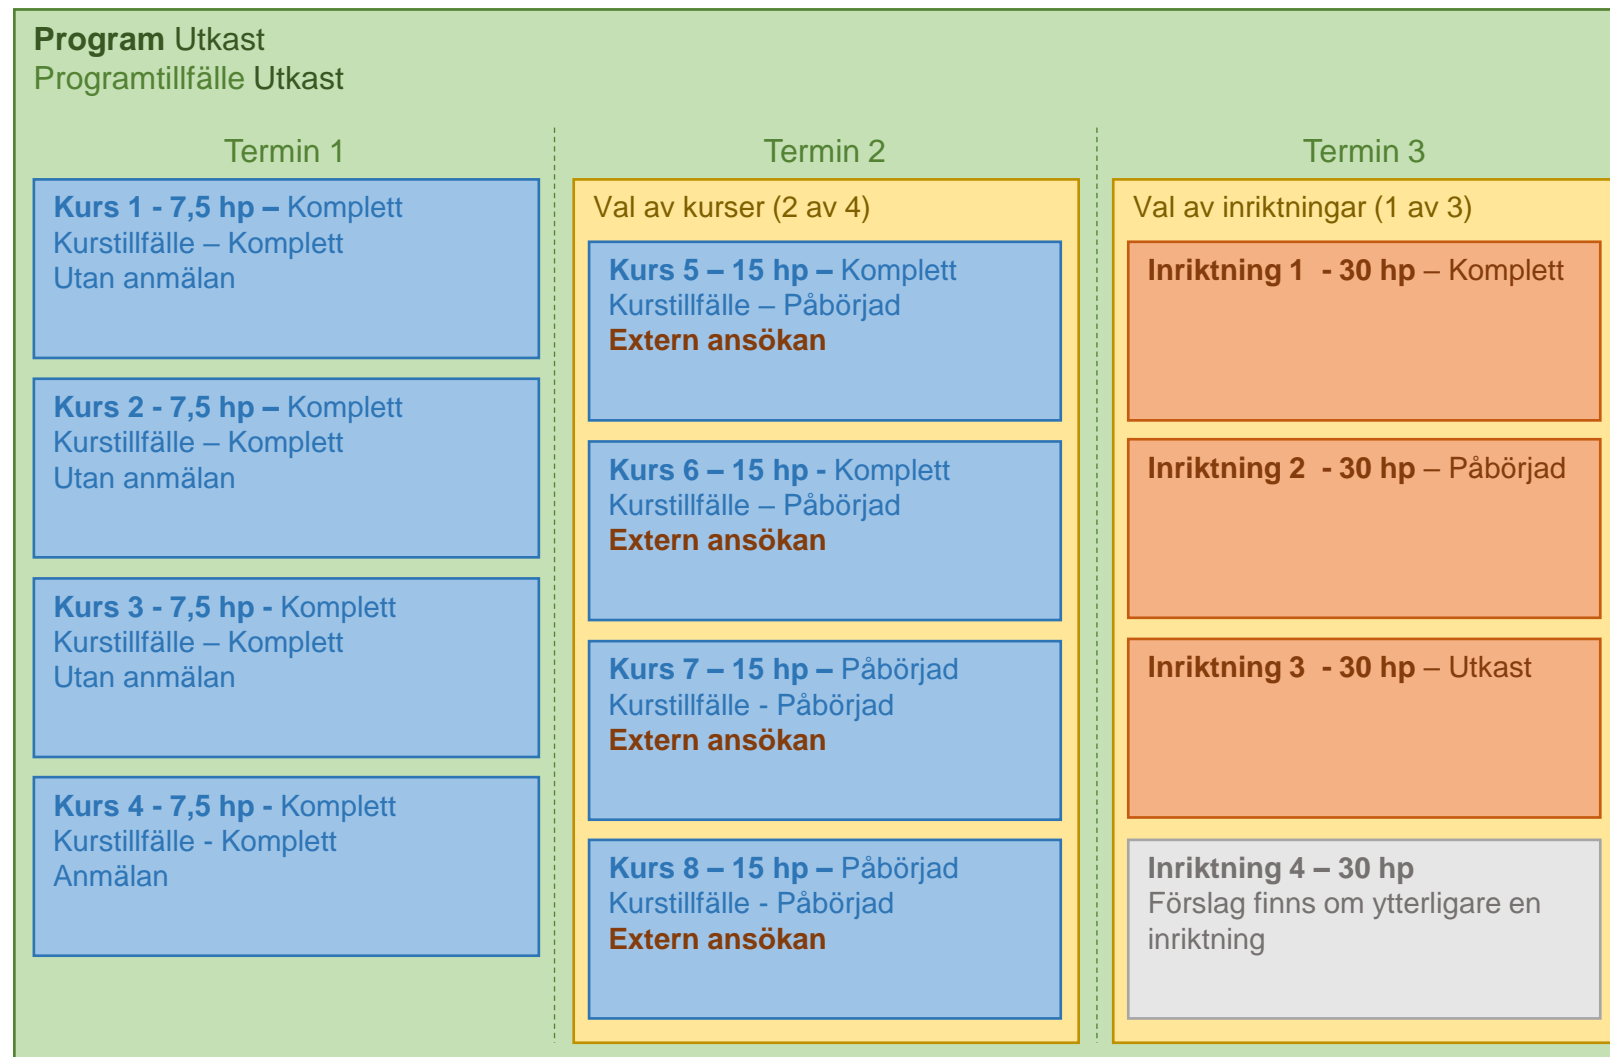 Program Utkast
Programtillfälle Utkast
Termin 1
Kurs 1 - 7,5 hp – Komplett
Kurstillfälle – Komplett
Utan anmälan
Kurs 2 - 7,5 hp – Komplett
Kurstillfälle – Komplett
Utan anmälan
Kurs 3 - 7,5 hp - Komplett
Kurstillfälle – Komplett
Utan anmälan
Kurs 4 - 7,5 hp - Komplett
Kurstillfälle - Komplett
Anmälan
Termin 2
Val av kurser (2 av 4)
Kurs 5 – 15 hp – Komplett
Kurstillfälle – Påbörjad
Extern ansökan
Kurs 6 – 15 hp - Komplett
Kurstillfälle – Påbörjad
Extern ansökan
Kurs 7 – 15 hp – Påbörjad
Kurstillfälle - Påbörjad
Extern ansökan
Kurs 8 – 15 hp – Påbörjad
Kurstillfälle - Påbörjad
Extern ansökan
Termin 3
Val av inriktningar (1 av 3)
Inriktning 1 - 30 hp – Komplett
Inriktning 2 - 30 hp – Påbörjad
Inriktning 3 - 30 hp – Utkast
Inriktning 4 – 30 hp
Förslag finns om ytterligare en
inriktning